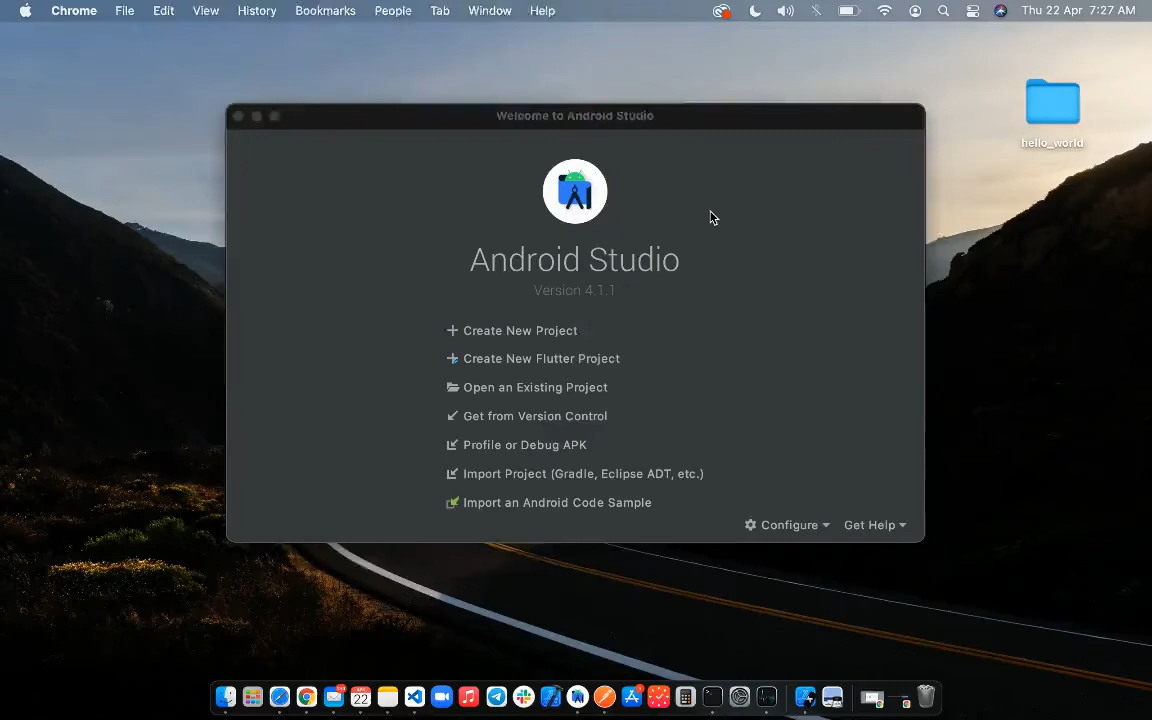 Chrome File Edit View History Bookmarks People Tab Window Help Thu 22 Apr 7:27 AM
hello_world
Welcome to Android Studio
Android Studio
Version 4.1.1
Create New Project
Create New Flutter Project
Open an Existing Project
Get from Version Control
Profile or Debug APK
Import Project (Gradle, Eclipse ADT, etc.)
Import an Android Code Sample
Configure Get Help
22